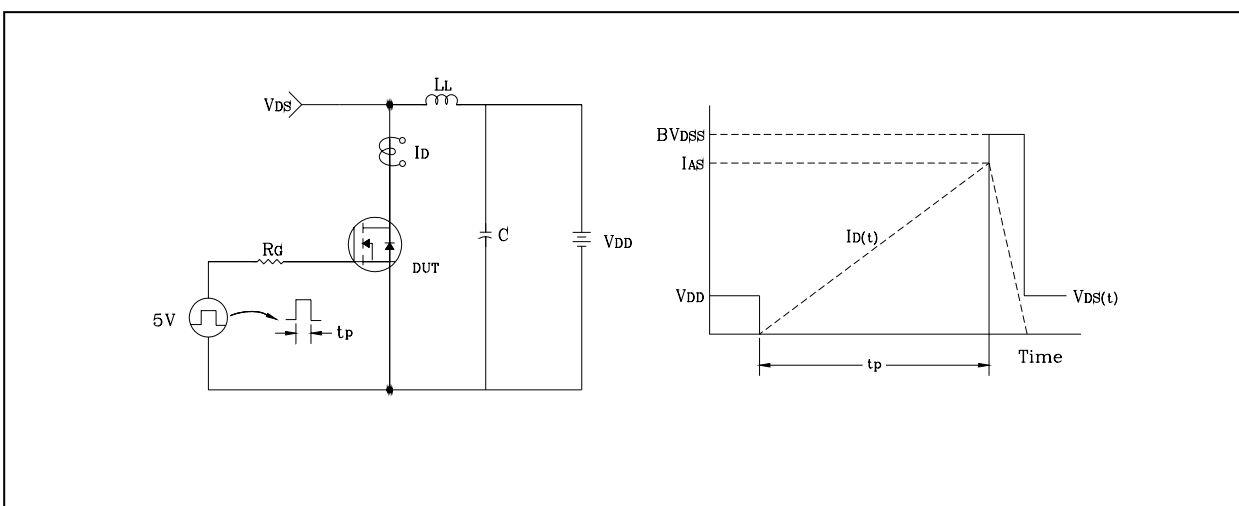 LL
VDS
ID
RG
DUT
C
VDD
5V
tp
BVDSS
IAS
ID(t)
VDD
VDS(t)
Time
tp